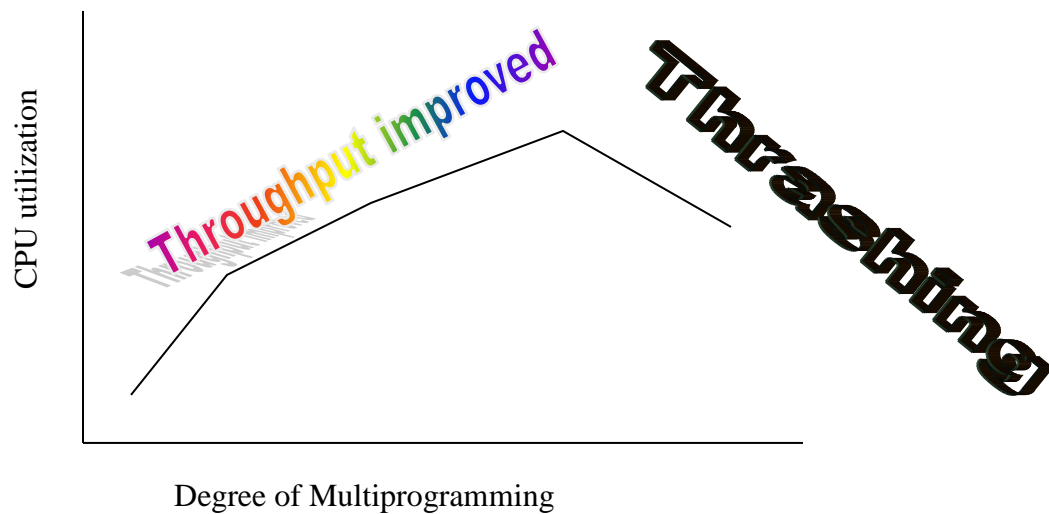 Throughput improved
Thrashing
CPU utilization
Degree of Multiprogramming